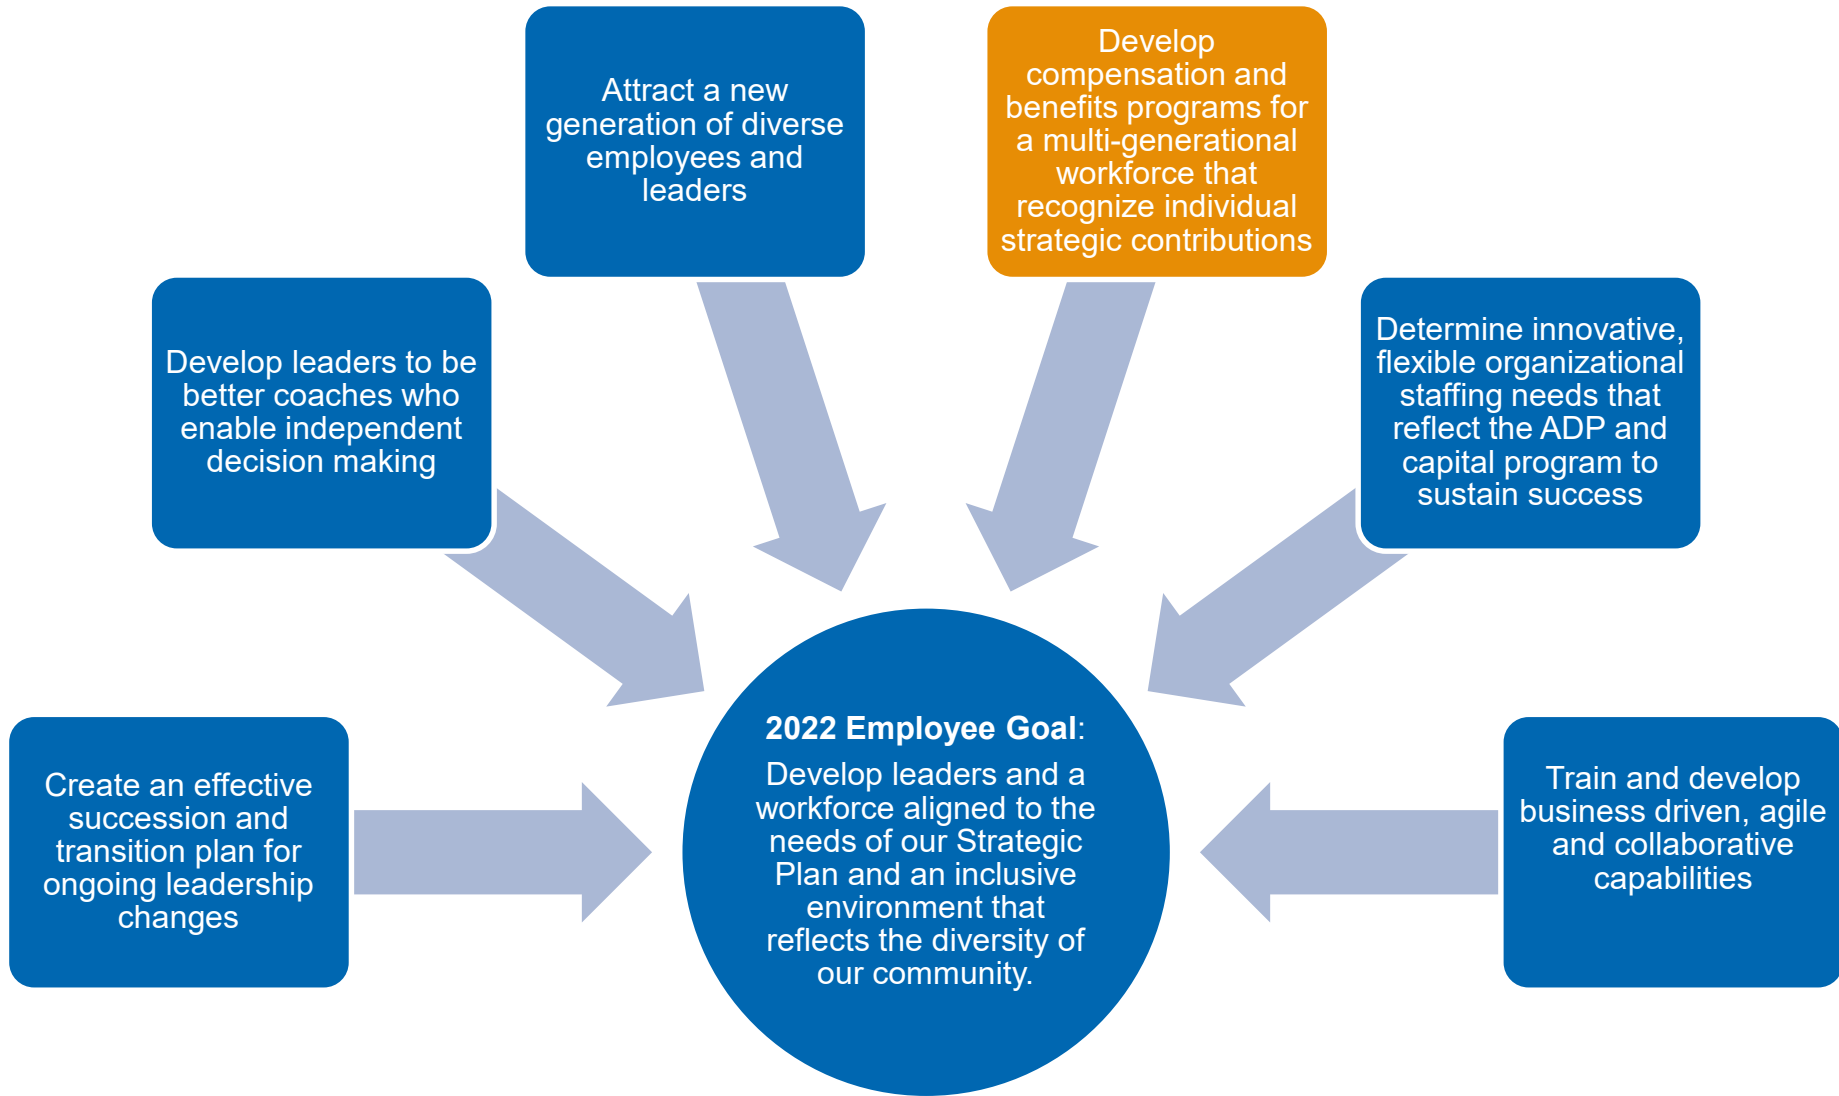 Attract a new
generation of diverse
employees and
leaders
Develop
compensation and
benefits programs for
a multi-generational
workforce that
recognize individual
strategic contributions
Develop leaders to be
better coaches who
enable independent
decision making
Determine innovative,
flexible organizational
staffing needs that
reflect the ADP and
capital program to
sustain success
Create an effective
succession and
transition plan for
ongoing leadership
changes
2022 Employee Goal:
Develop leaders and a
workforce aligned to the
needs of our Strategic
Plan and an inclusive
environment that
reflects the diversity of
our community.
Train and develop
business driven, agile
and collaborative
capabilities